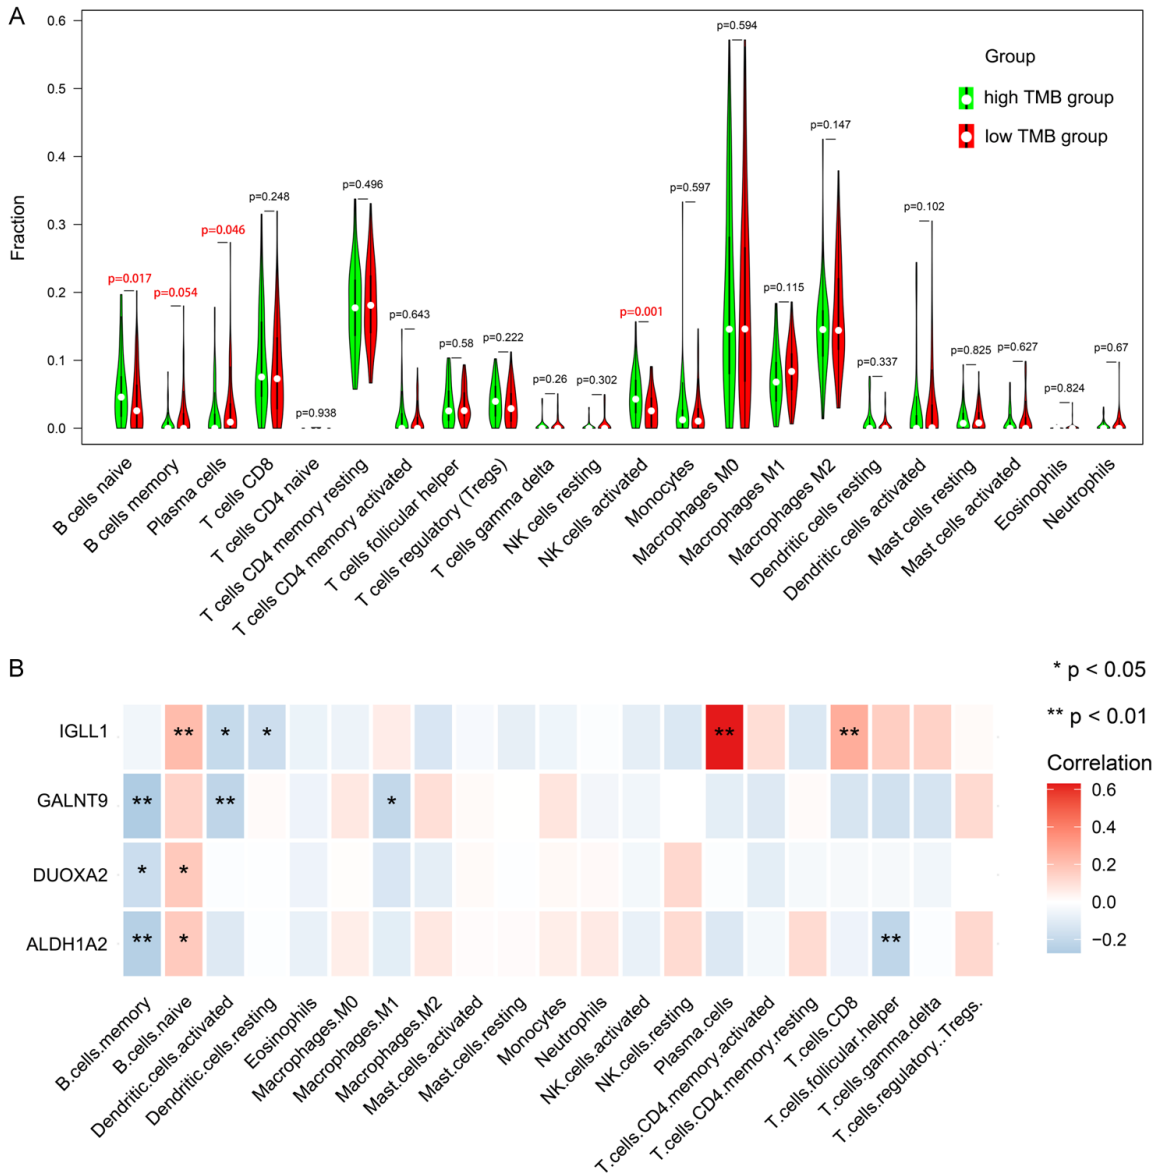 A
0.6
0.5
0.4
0.3
0.2
0.1
0.0
Fraction
p=0.017
p=0.054
p=0.046
p=0.248
p=0.938
p=0.496
p=0.643
p=0.58
p=0.222
p=0.26
p=0.302
p=0.001
p=0.597
p=0.594
p=0.115
p=0.147
p=0.337
p=0.102
p=0.825
p=0.627
p=0.824
p=0.67
Group
high TMB group
low TMB group
B cells naive
B cells memory
Plasma cells
T cells CD8
T cells CD4 naive
T cells CD4 memory resting
T cells CD4 memory activated
T cells follicular helper
T cells regulatory (Tregs)
T cells gamma delta
NK cells resting
NK cells activated
Monocytes
Macrophages M0
Macrophages M1
Macrophages M2
Dendritic cells resting
Dendritic cells activated
Mast cells resting
Mast cells activated
Eosinophils
Neutrophils
B
* p < 0.05
** p < 0.01
Correlation
0.6
0.4
0.2
0.0
−0.2
IGLL1 ** * * ** **
GALNT9 ** ** *
DUOXA2 * *
ALDH1A2 ** * **
B.cells.memory
B.cells.naive
Dendritic.cells.activated
Dendritic.cells.resting
Eosinophils
Macrophages.M0
Macrophages.M1
Macrophages.M2
Mast.cells.activated
Mast.cells.resting
Monocytes
Neutrophils
NK.cells.activated
NK.cells.resting
Plasma.cells
T.cells.CD4.memory.activated
T.cells.CD4.memory.resting
T.cells.CD8
T.cells.follicular.helper
T.cells.gamma.delta
T.cells.regulatory..Tregs.